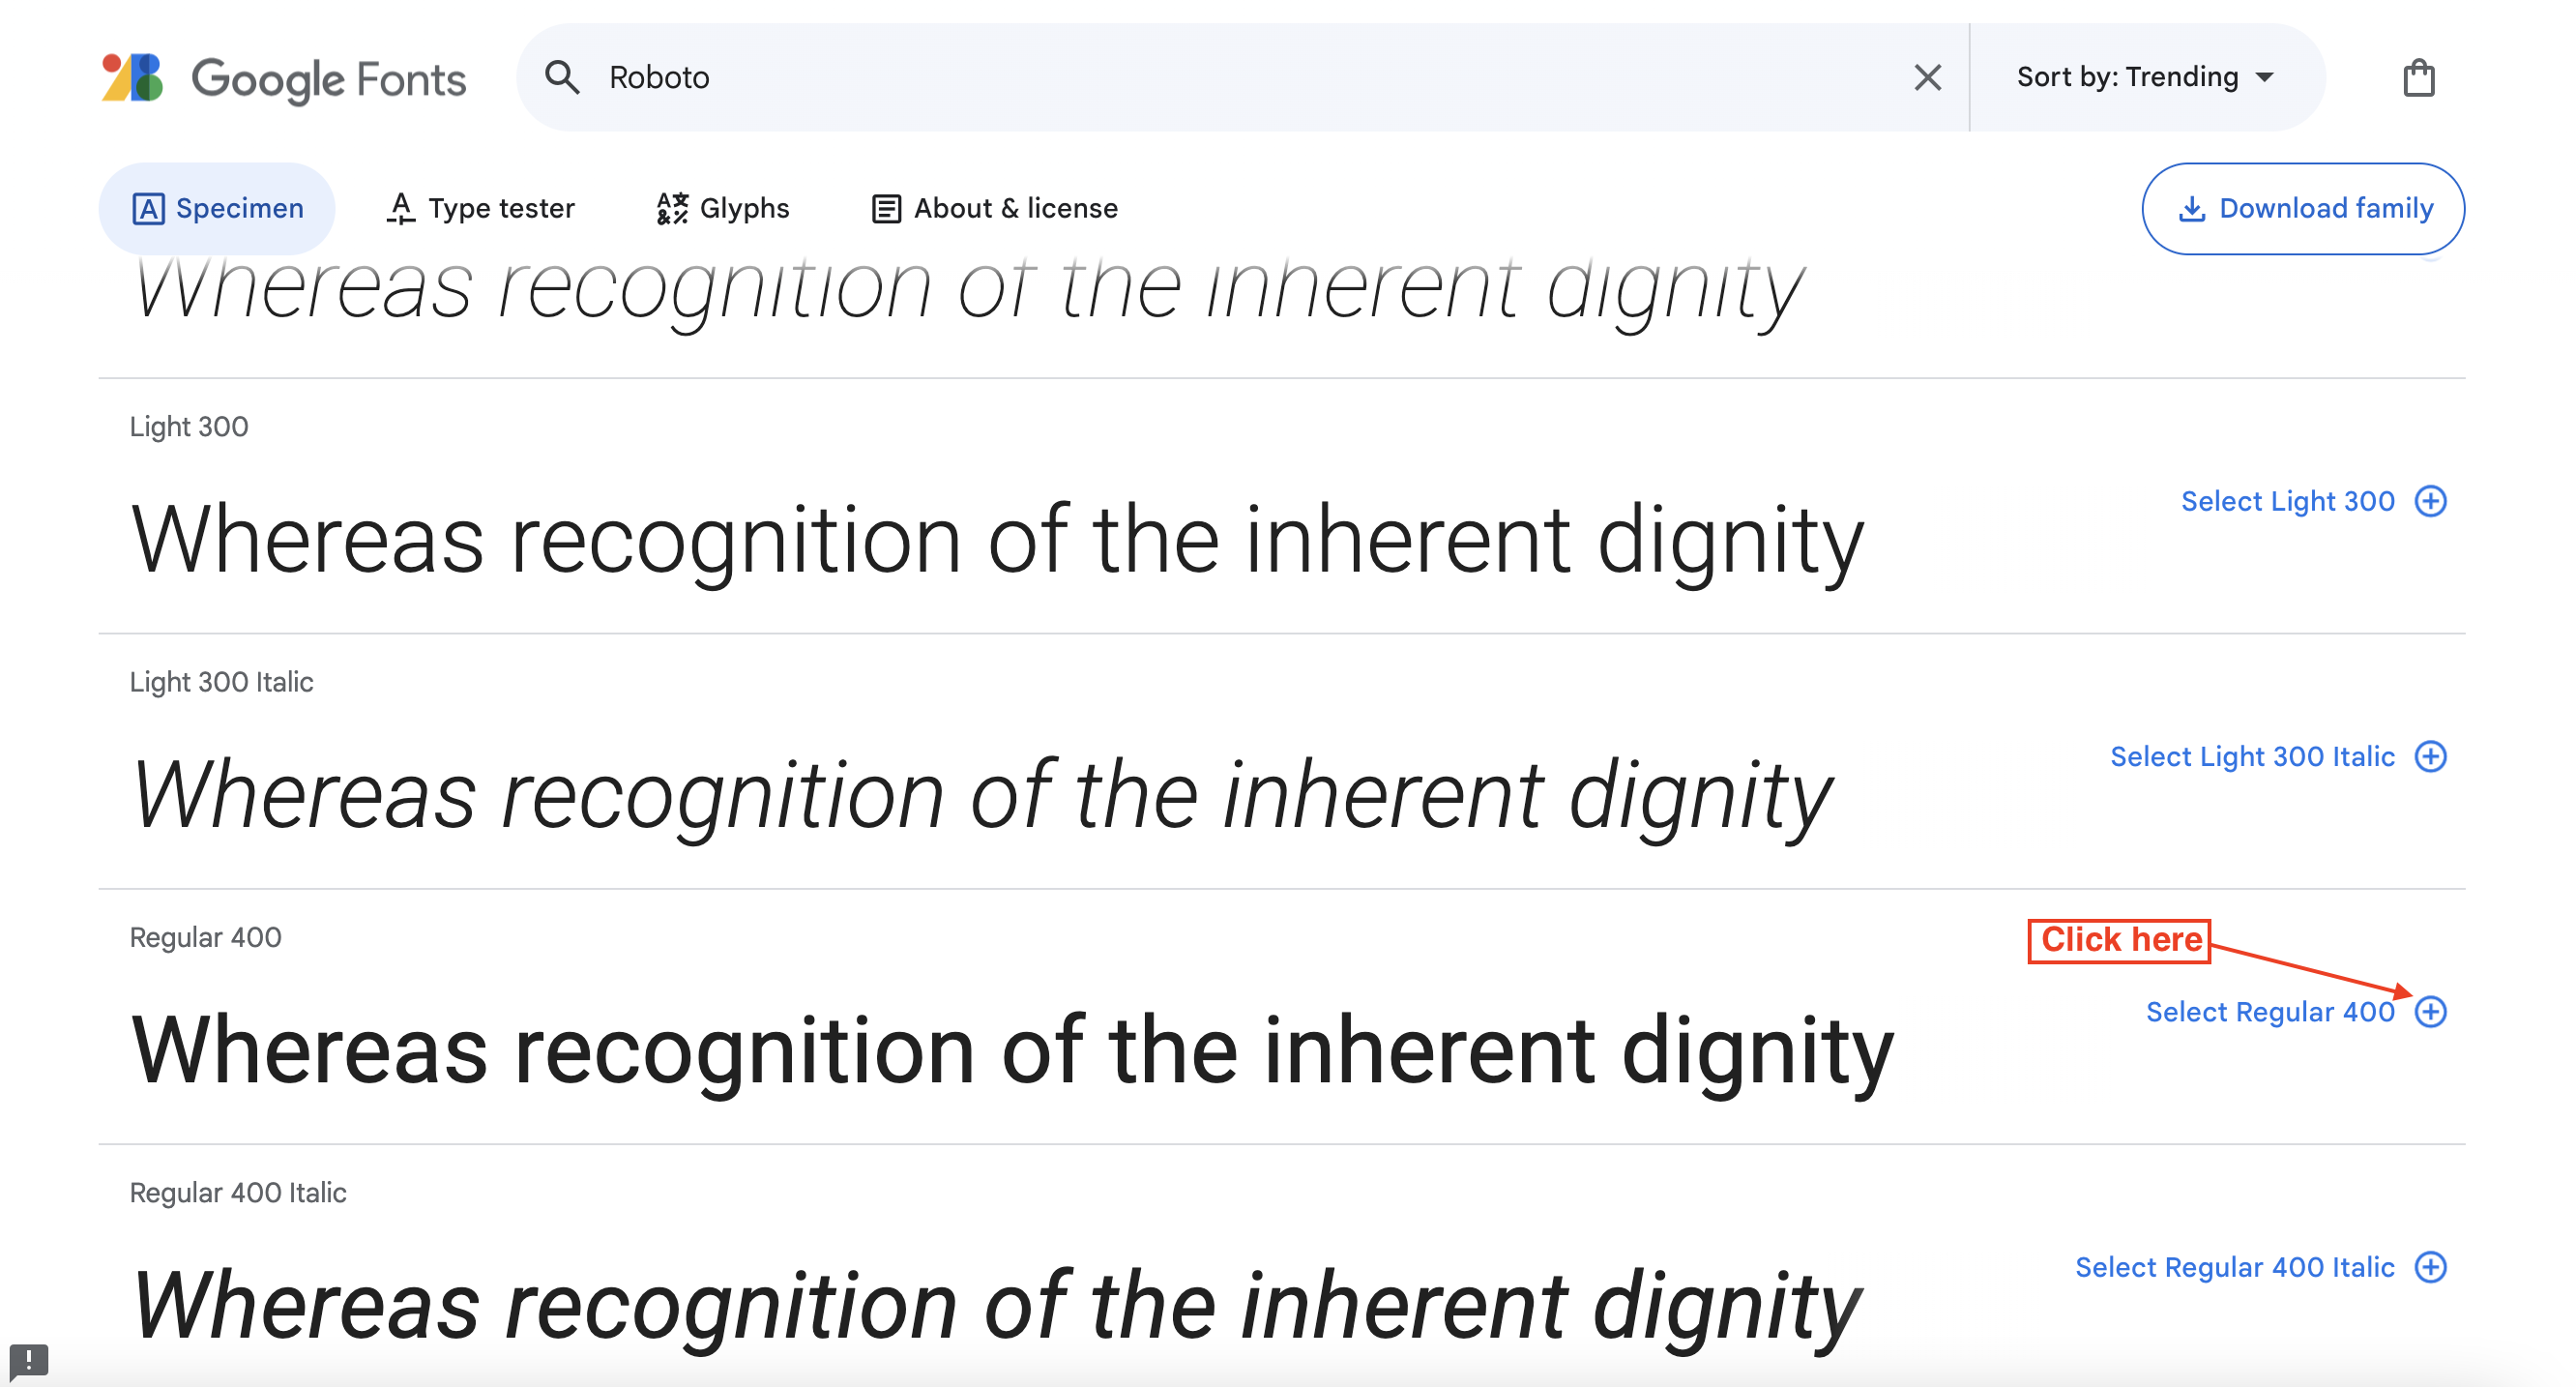 Google Fonts
Roboto
Sort by: Trending
Specimen
Type tester
Glyphs
About & license
Download family
Whereas recognition of the inherent dignity
Light 300
Select Light 300
Whereas recognition of the inherent dignity
Light 300 Italic
Select Light 300 Italic
Whereas recognition of the inherent dignity
Regular 400
Click here
Select Regular 400
Whereas recognition of the inherent dignity
Regular 400 Italic
Select Regular 400 Italic
Whereas recognition of the inherent dignity